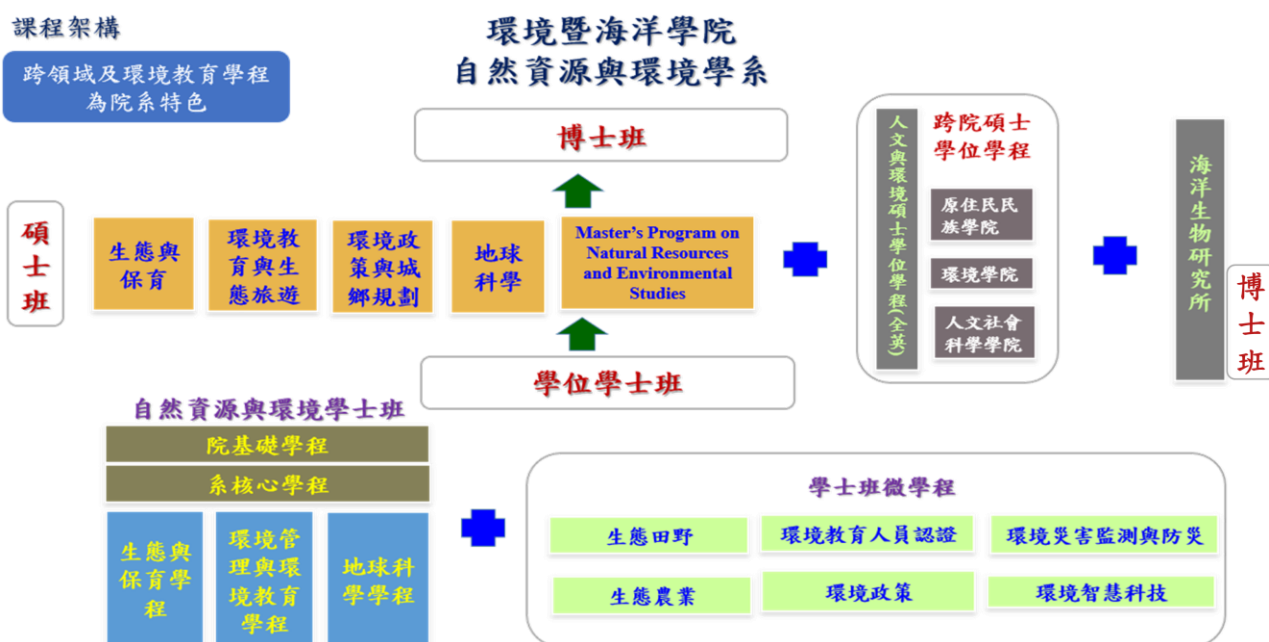 課程架構
跨領域及環境教育學程
為院系特色
環境暨海洋學院
自然資源與環境學系
博士班
碩
士
班
生態與
保育
環境教
育與生
態旅遊
環境政
策與城
鄉規劃
地球
科學
Master's Program on
Natural Resources
and Environmental
Studies
人文與環境碩士學位學程(全英)
跨院碩士
學位學程
原住民民
族學院
環境學院
人文社會
科學學院
海洋生物研究所
博
士
班
學位學士班
自然資源與環境學士班
院基礎學程
系核心學程
生態與
保育學
程
環境管
理與環
境教育
學程
地球科
學學程
學士班微學程
生態田野
環境教育人員認證
環境災害監測與防災
生態農業
環境政策
環境智慧科技